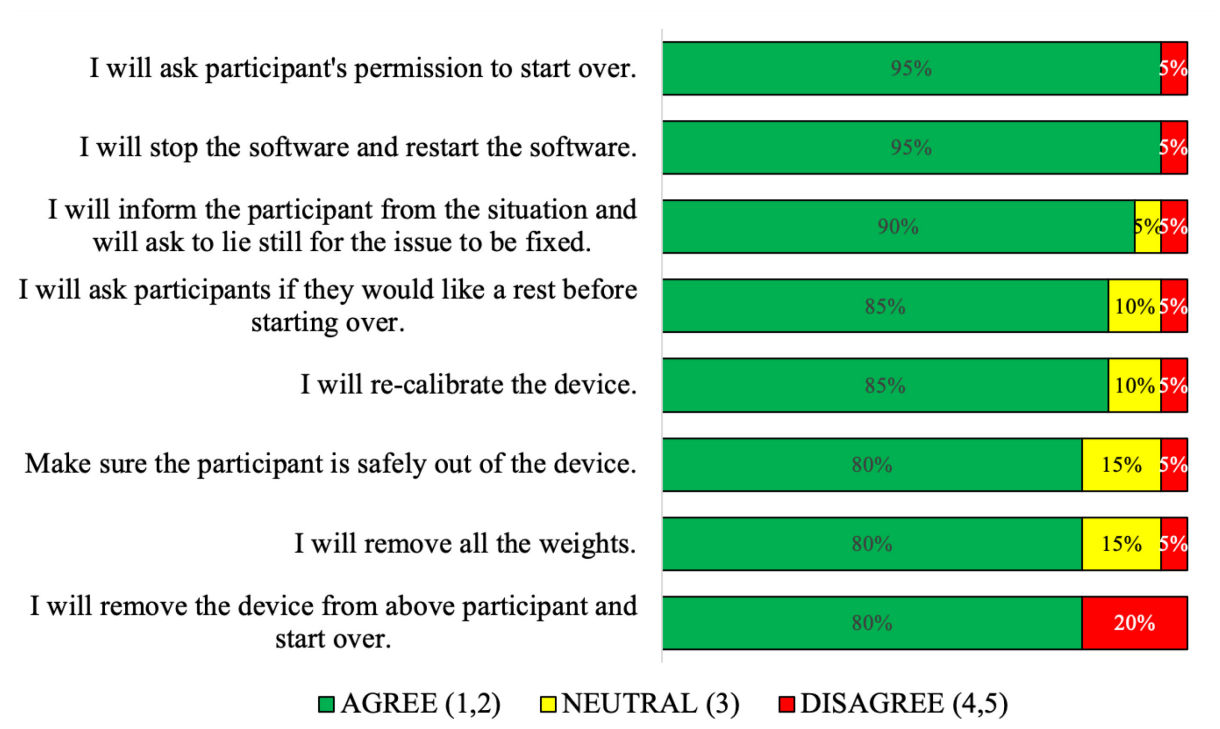 I will ask participant's permission to start over.
95%
5%
I will stop the software and restart the software.
95%
5%
I will inform the participant from the situation and
will ask to lie still for the issue to be fixed.
90%
5%
5%
I will ask participants if they would like a rest before
starting over.
85%
10%
5%
I will re-calibrate the device.
85%
10%
5%
Make sure the participant is safely out of the device.
80%
15%
5%
I will remove all the weights.
80%
15%
5%
I will remove the device from above participant and
start over.
80%
20%
AGREE (1,2)
NEUTRAL (3)
DISAGREE (4,5)